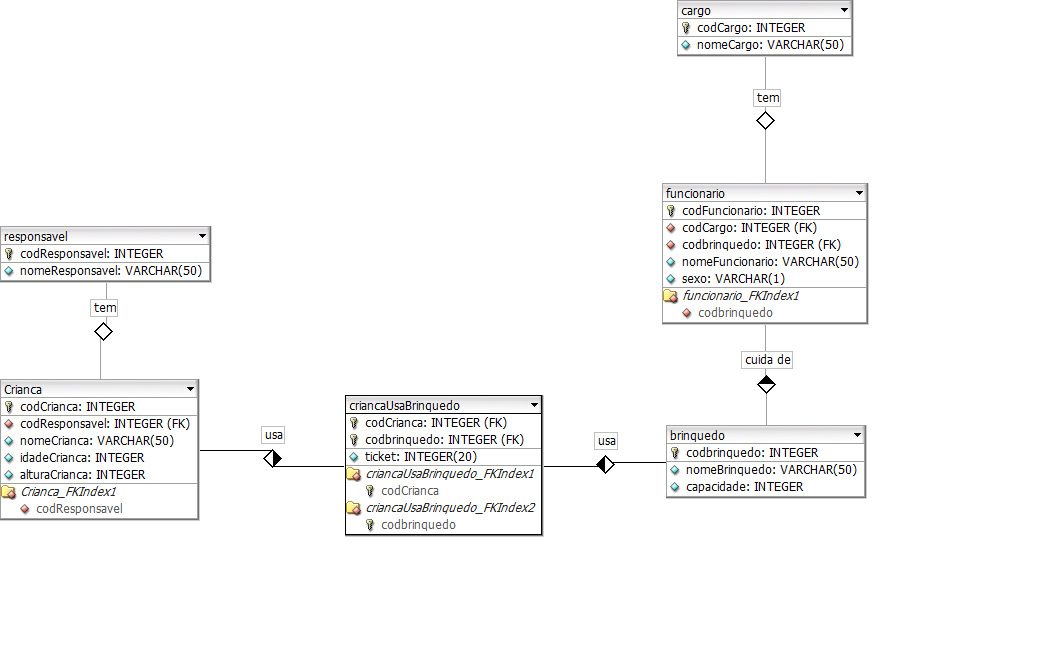 cargo
codCargo: INTEGER
nomeCargo: VARCHAR(50)
tem
funcionario
codFuncionario: INTEGER
codCargo: INTEGER (FK)
codbrinquedo: INTEGER (FK)
nomeFuncionario: VARCHAR(50)
sexo: VARCHAR(1)
funcionario_FKIndex1
codbrinquedo
responsavel
codResponsavel: INTEGER
nomeResponsavel: VARCHAR(50)
tem
cuida de
Crianca
codCrianca: INTEGER
codResponsavel: INTEGER (FK)
nomeCrianca: VARCHAR(50)
idadeCrianca: INTEGER
alturaCrianca: INTEGER
Crianca_FKIndex1
codResponsavel
usa
criancaUsaBrinquedo
codCrianca: INTEGER (FK)
codbrinquedo: INTEGER (FK)
ticket: INTEGER(20)
criancaUsaBrinquedo_FKIndex1
codCrianca
criancaUsaBrinquedo_FKIndex2
codbrinquedo
usa
brinquedo
codbrinquedo: INTEGER
nomeBrinquedo: VARCHAR(50)
capacidade: INTEGER